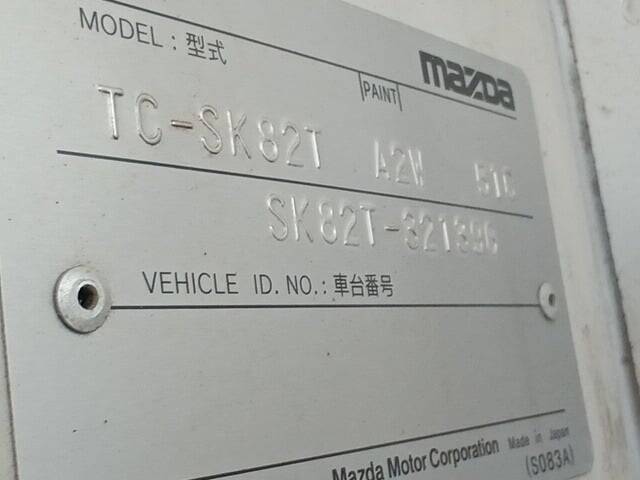 MODEL : 型式
mazda
PAINT
TC-SK82T A2W 51C
SK82T-321396
VEHICLE ID. NO.: 車台番号
Mazda Motor Corporation Made in Japan
(S083A)